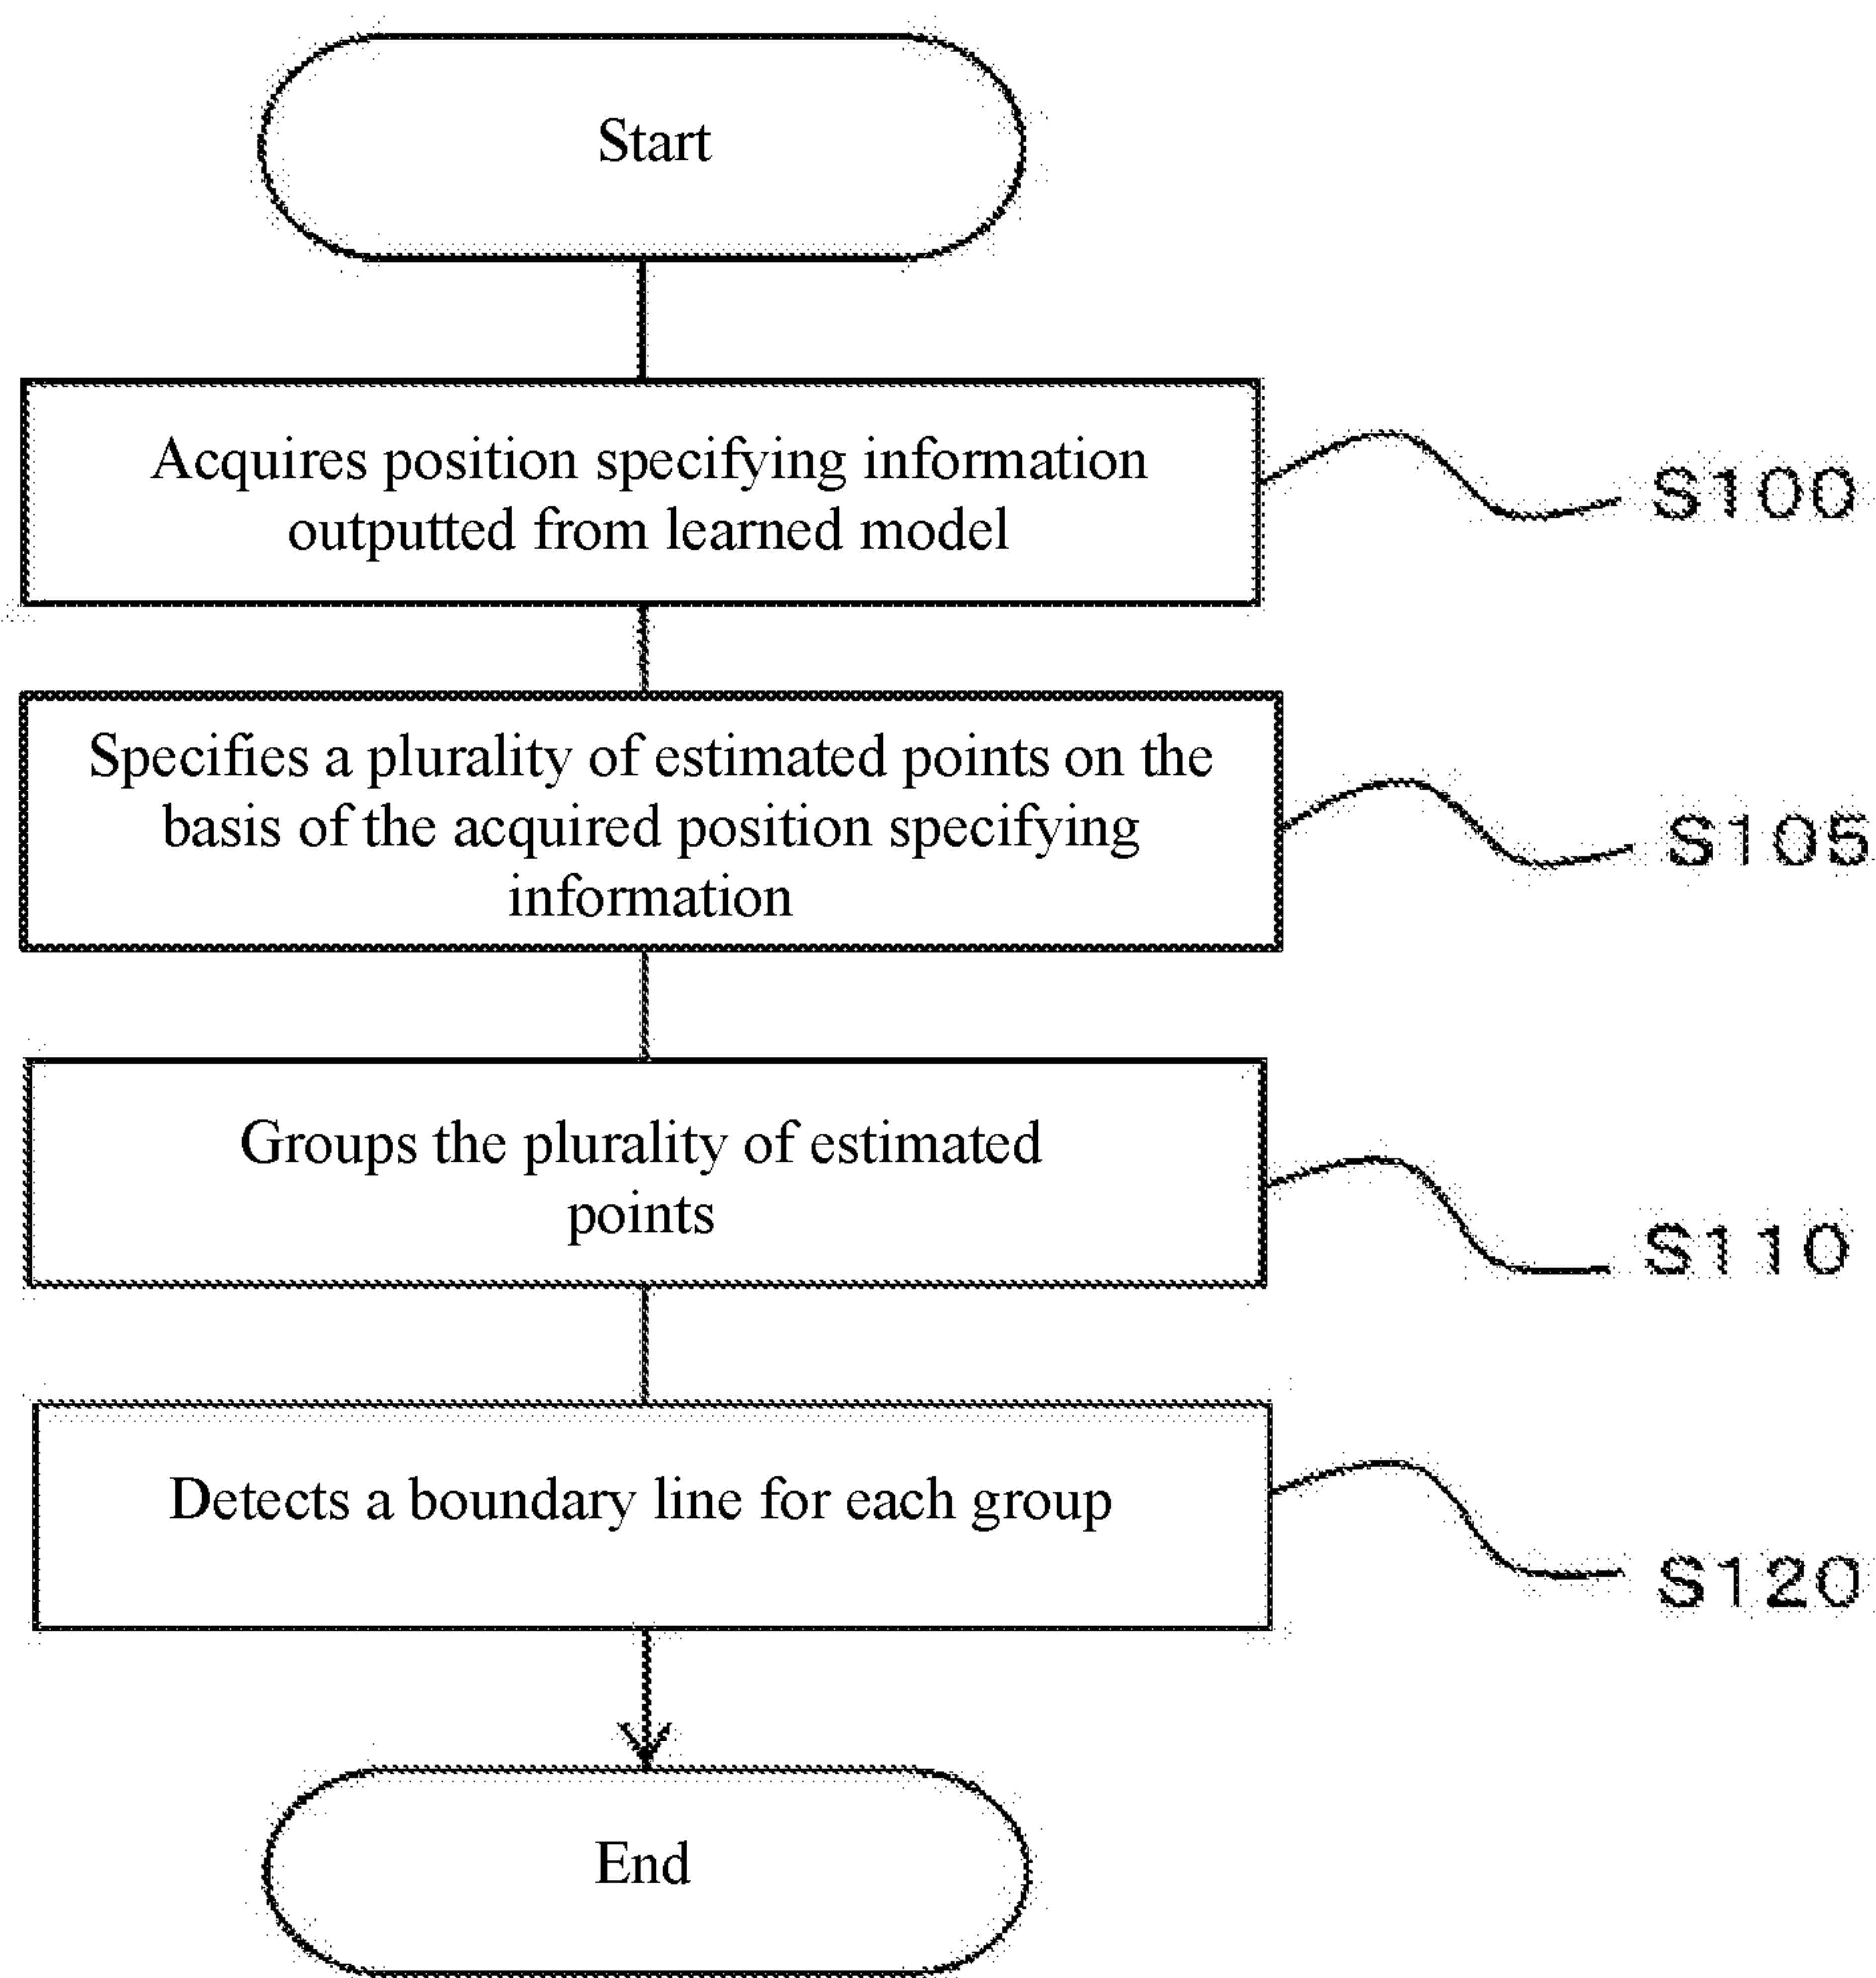 Start
Acquires position specifying information
outputted from learned model
S100
Specifies a plurality of estimated points on the
basis of the acquired position specifying
information
S105
Groups the plurality of estimated
points
S110
Detects a boundary line for each group
S120
End